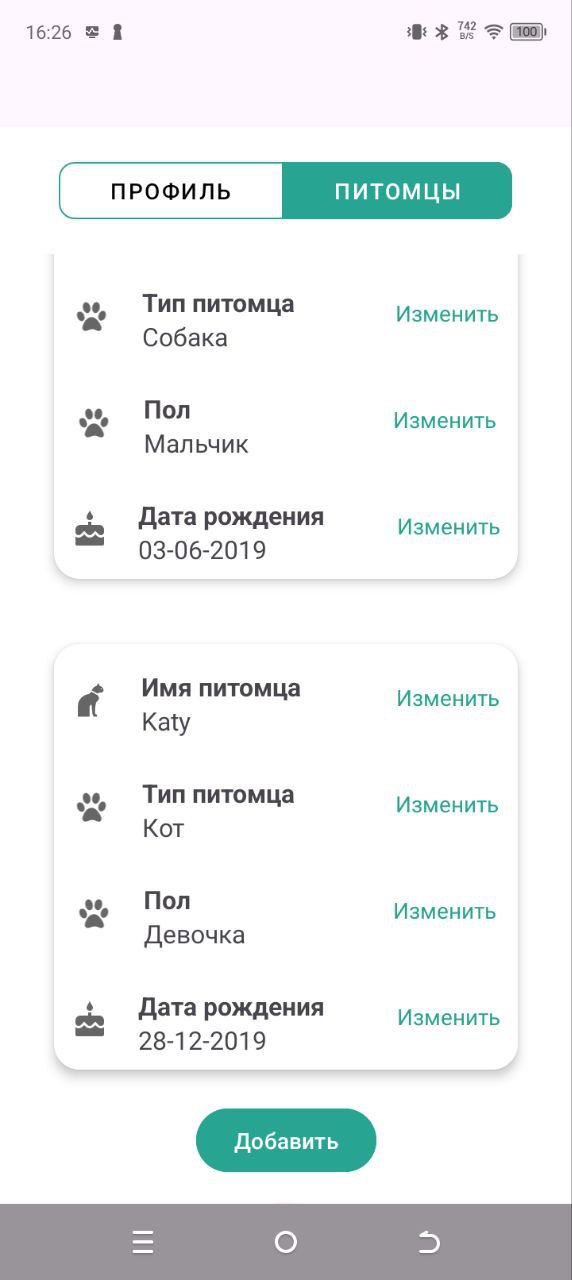 16:26
742
B/S
100
ПРОФИЛЬ
ПИТОМЦЫ
Тип питомца
Изменить
Собака
Пол
Изменить
Мальчик
Дата рождения
Изменить
03-06-2019
Имя питомца
Изменить
Katy
Тип питомца
Изменить
Кот
Пол
Изменить
Девочка
Дата рождения
Изменить
28-12-2019
Добавить